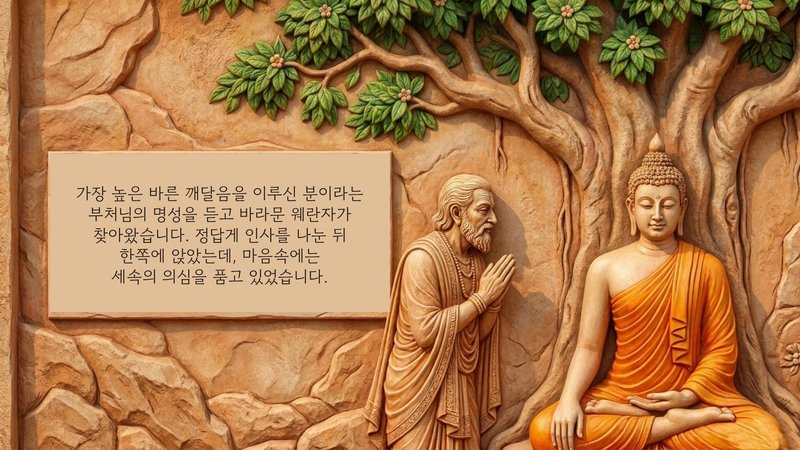 가장 높은 바른 깨달음을 이루신 분이라는
부처님의 명성을 듣고 바라문 웨란자가
찾아왔습니다. 정답게 인사를 나눈 뒤
한쪽에 앉았는데, 마음속에는
세속의 의심을 품고 있었습니다.